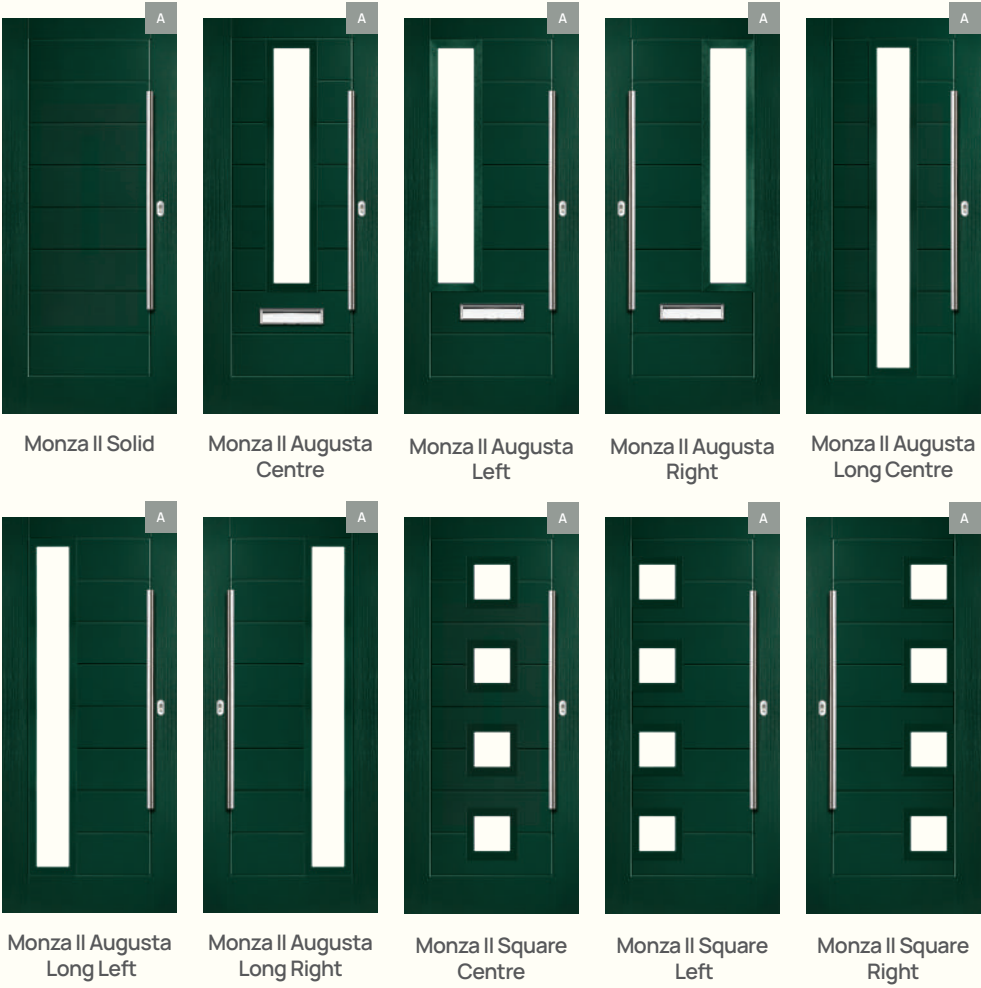 A
A
A
A
A
Monza II Solid
Monza II Augusta
Centre
Monza II Augusta
Left
Monza II Augusta
Right
Monza II Augusta
Long Centre
A
A
A
A
A
Monza II Augusta
Long Left
Monza II Augusta
Long Right
Monza II Square
Centre
Monza II Square
Left
Monza II Square
Right